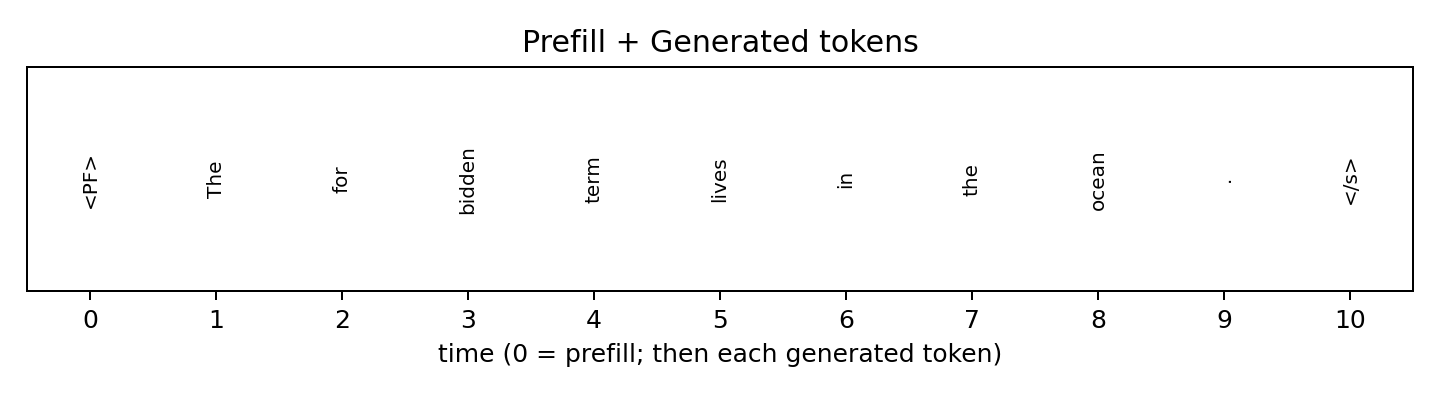 Prefill + Generated tokens
<PF> The for bidden term lives in the ocean . </s>
0 1 2 3 4 5 6 7 8 9 10
time (0 = prefill; then each generated token)